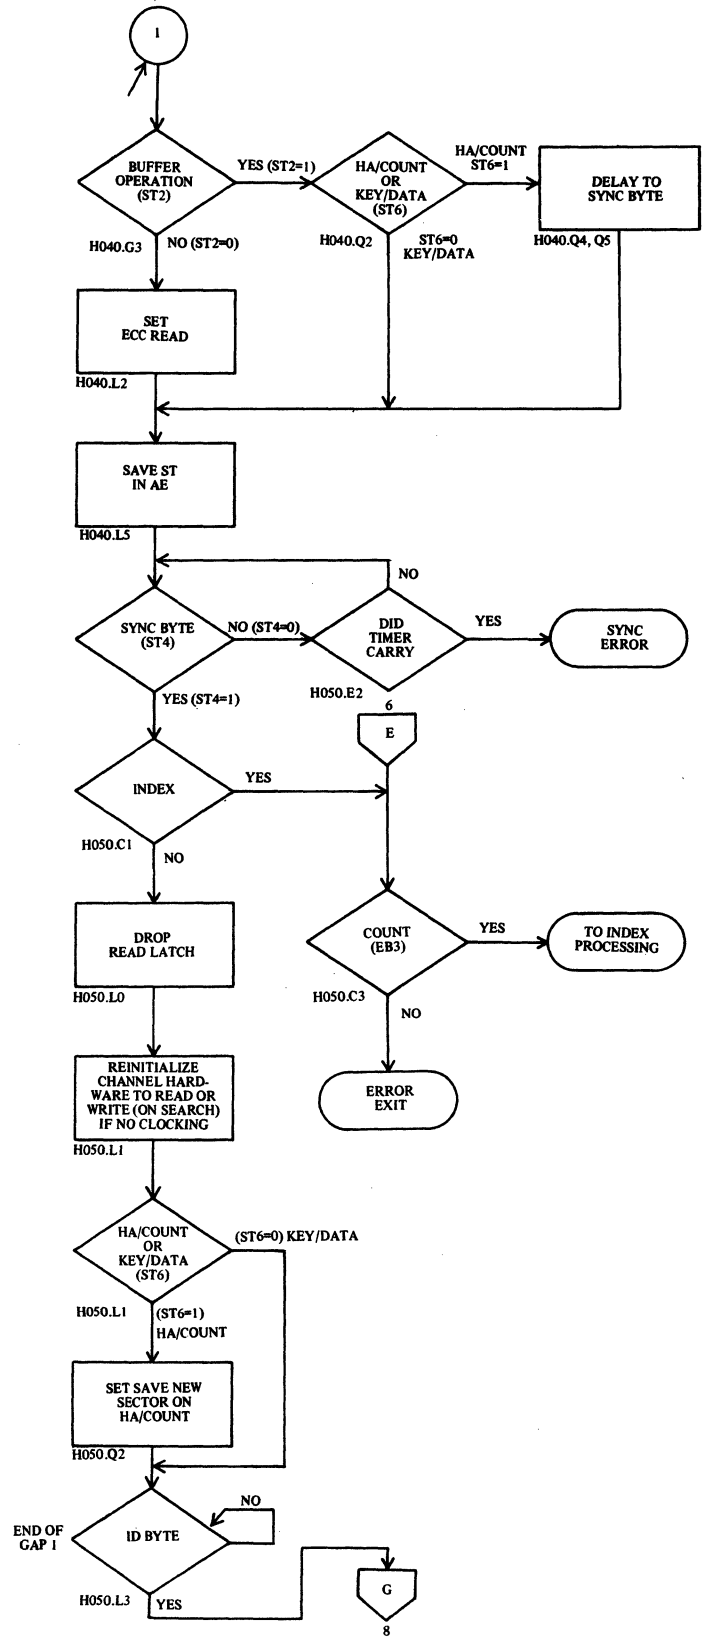 1
BUFFER
OPERATION
(ST2)
YES (ST2=1)
HA/COUNT
OR
KEY/DATA
(ST6)
HA/COUNT
ST6=1
DELAY TO
SYNC BYTE
H040.G3
NO (ST2=0)
H040.Q2
ST6=0
KEY/DATA
H040.Q4, Q5
SET
ECC READ
H040.L2
SAVE ST
IN AE
H040.L5
NO
SYNC BYTE
(ST4)
NO (ST4=0)
DID
TIMER
CARRY
YES
SYNC
ERROR
YES (ST4=1)
H050.E2
6
E
INDEX
YES
H050.C1
NO
DROP
READ LATCH
H050.L0
COUNT
(EB3)
YES
TO INDEX
PROCESSING
H050.C3
NO
ERROR
EXIT
REINITIALIZE
CHANNEL HARD-
WARE TO READ OR
WRITE (ON SEARCH)
IF NO CLOCKING
H050.L1
HA/COUNT
OR
KEY/DATA
(ST6)
(ST6=0) KEY/DATA
H050.L1
(ST6=1)
HA/COUNT
SET SAVE NEW
SECTOR ON
HA/COUNT
H050.Q2
NO
END OF
GAP 1
ID BYTE
H050.L3
YES
G
8